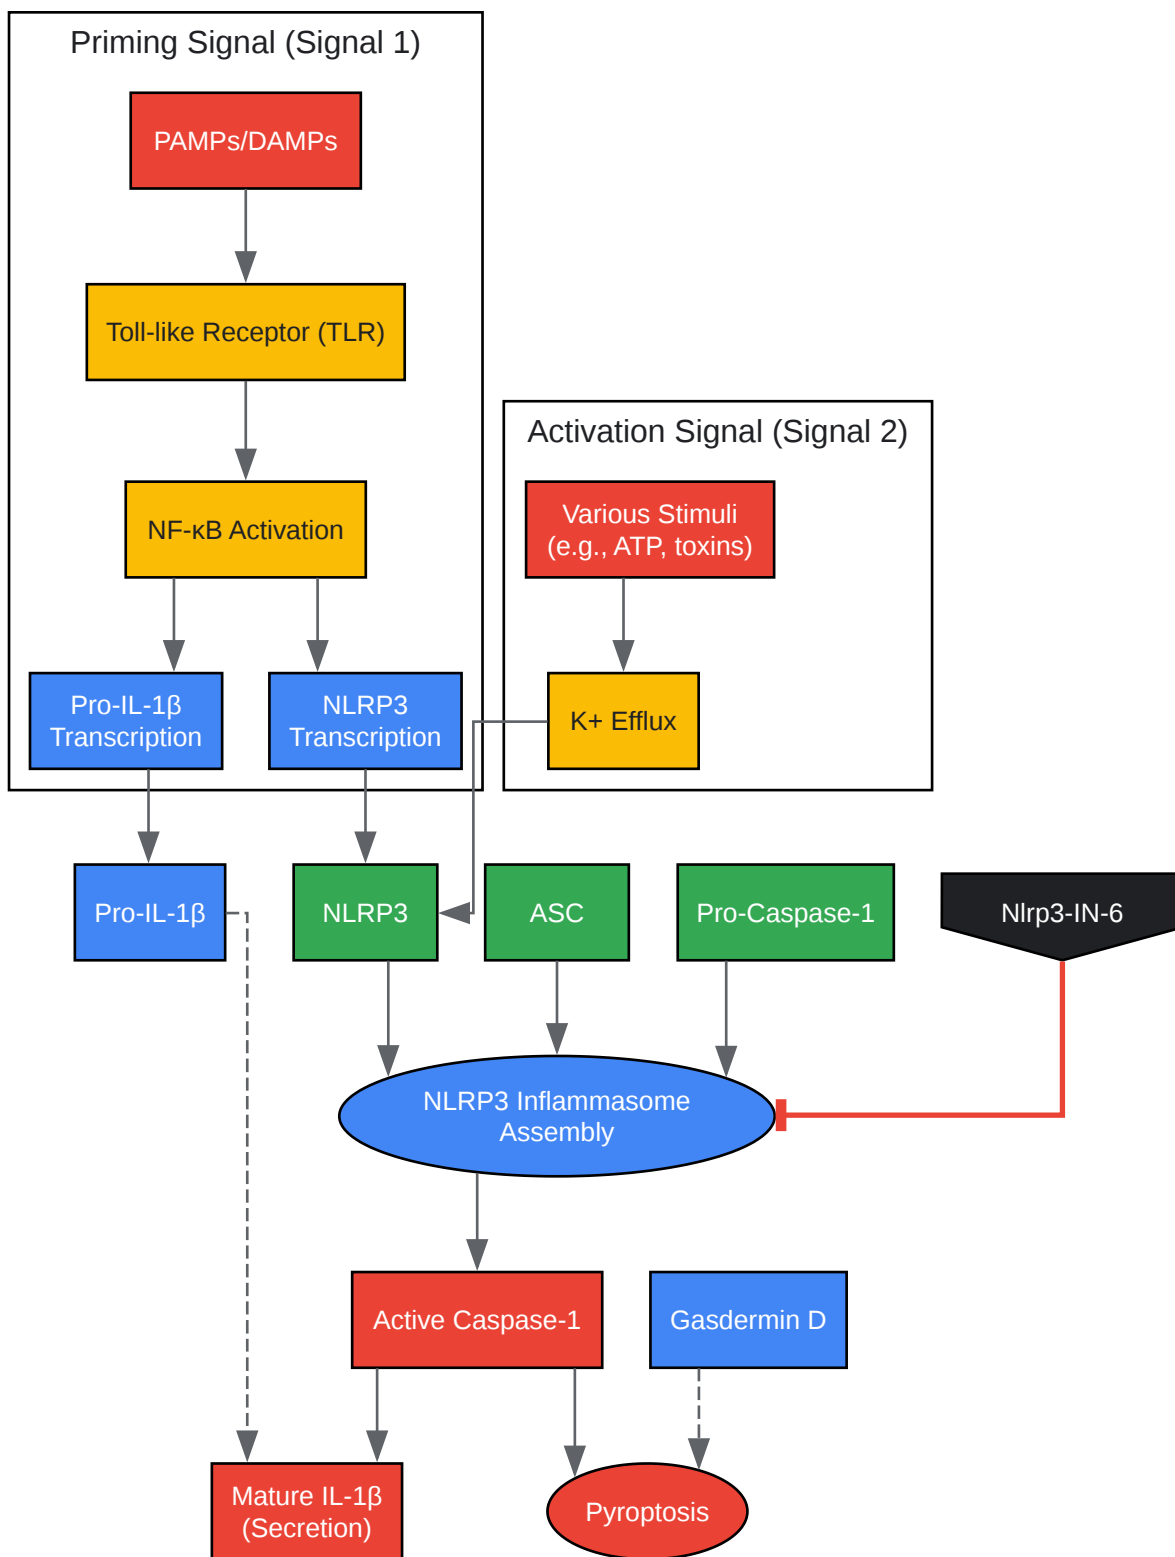 Priming Signal (Signal 1)
PAMPs/DAMPs
Toll-like Receptor (TLR)
Activation Signal (Signal 2)
NF-κB Activation
Various Stimuli
(e.g., ATP, toxins)
Pro-IL-1β
Transcription
NLRP3
Transcription
K+ Efflux
Pro-IL-1β
NLRP3
ASC
Pro-Caspase-1
Nlrp3-IN-6
NLRP3 Inflammasome
Assembly
Active Caspase-1
Gasdermin D
Mature IL-1β
(Secretion)
Pyroptosis